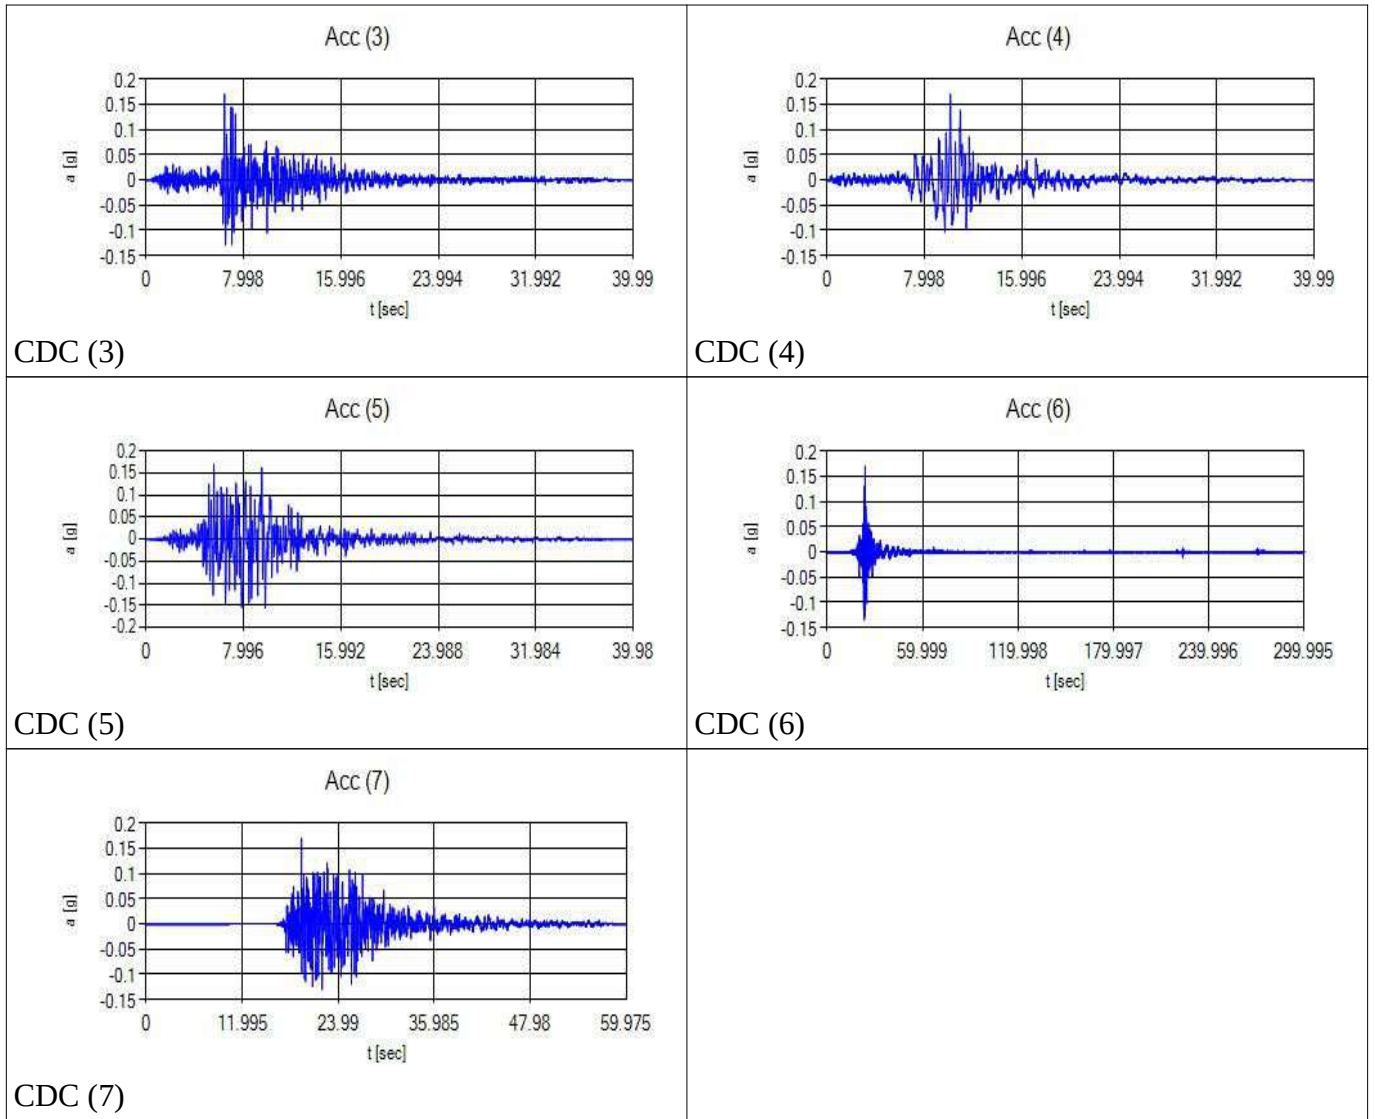 Acc (3)
0.2
0.15
0.1
0.05
0
-0.05
-0.1
-0.15
a [g]
0 7.998 15.996 23.994 31.992 39.99
t [sec]
CDC (3)
Acc (4)
0.2
0.15
0.1
0.05
0
-0.05
-0.1
-0.15
a [g]
0 7.998 15.996 23.994 31.992 39.99
t [sec]
CDC (4)
Acc (5)
0.2
0.15
0.1
0.05
0
-0.05
-0.1
-0.15
-0.2
a [g]
0 7.996 15.992 23.988 31.984 39.98
t [sec]
CDC (5)
Acc (6)
0.2
0.15
0.1
0.05
0
-0.05
-0.1
-0.15
a [g]
0 59.999 119.998 179.997 239.996 299.995
t [sec]
CDC (6)
Acc (7)
0.2
0.15
0.1
0.05
0
-0.05
-0.1
-0.15
a [g]
0 11.995 23.99 35.985 47.98 59.975
t [sec]
CDC (7)